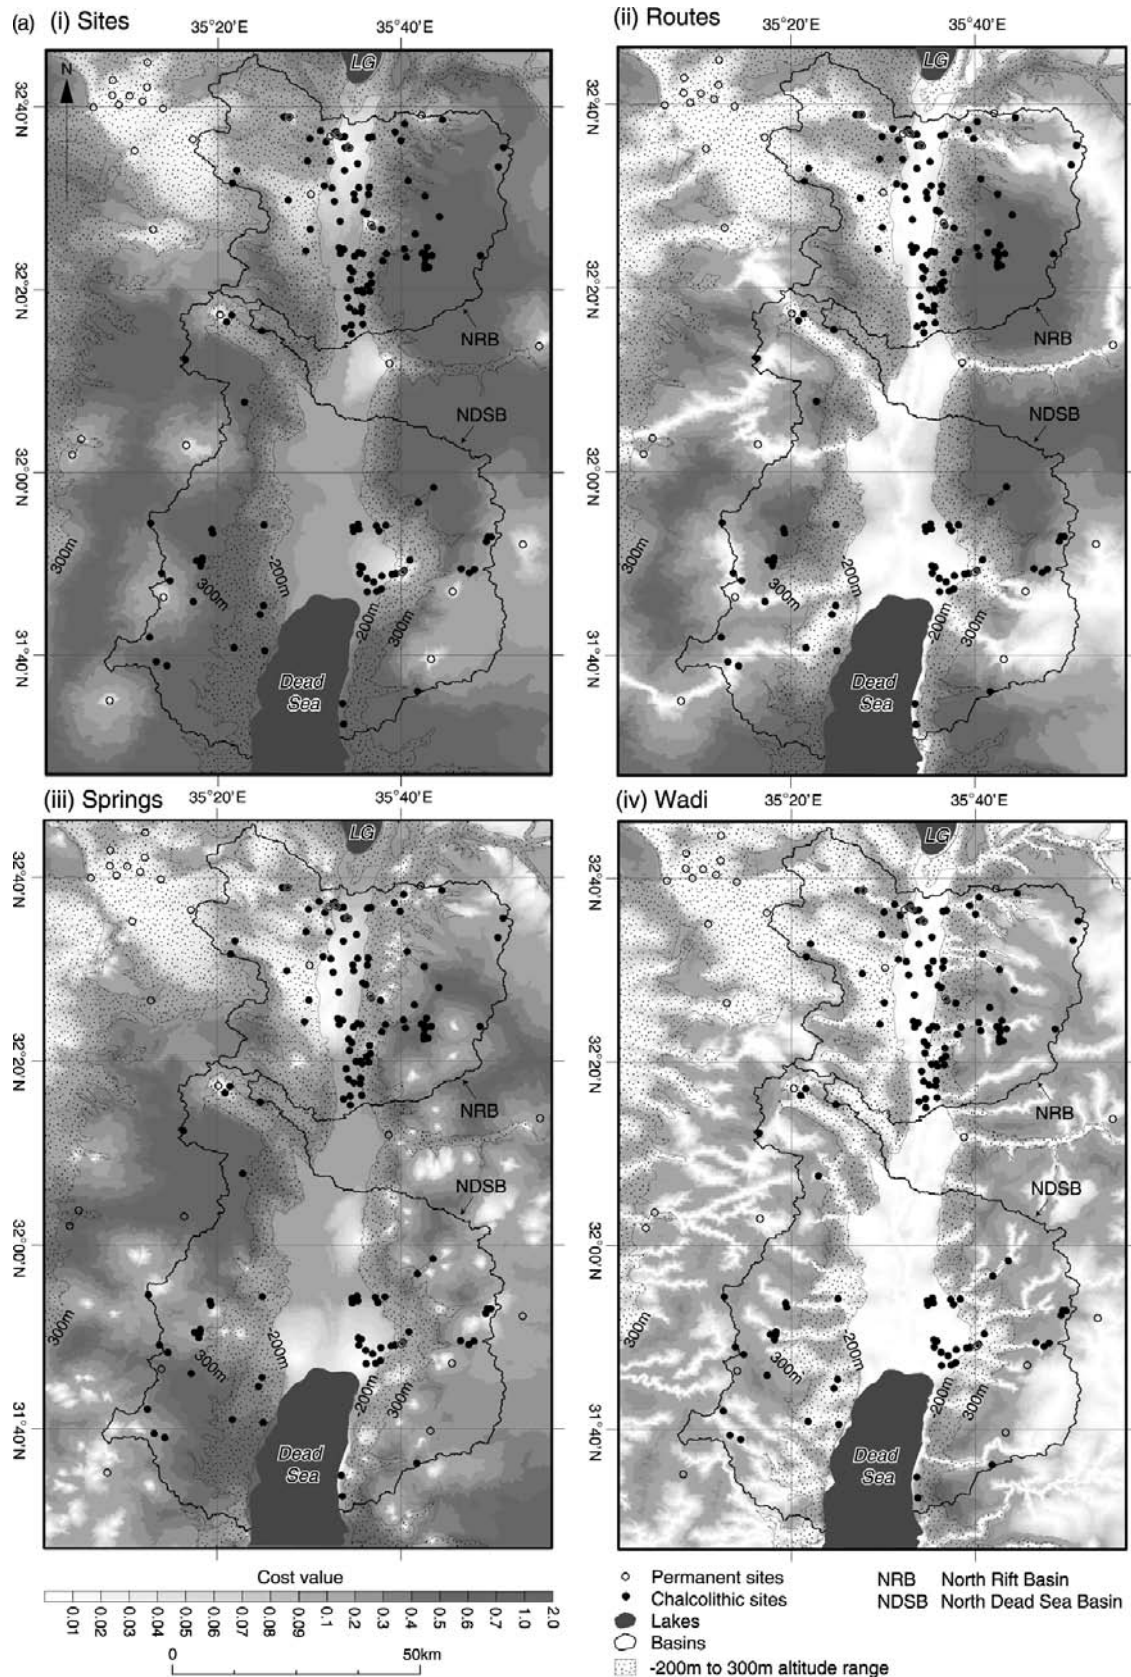 (a) (i) Sites
35°20'E
35°40'E
(ii) Routes
35°20'E
35°40'E
N
LG
LG
32°40'N
32°40'N
32°20'N
32°20'N
NRB
NRB
NDSB
NDSB
32°00'N
32°00'N
300m
300m
300m
-200m
300m
-200m
-200m
300m
-200m
300m
31°40'N
31°40'N
Dead
Sea
Dead
Sea
(iii) Springs
35°20'E
35°40'E
(iv) Wadi
35°20'E
35°40'E
LG
LG
32°40'N
32°40'N
32°20'N
32°20'N
NRB
NRB
NDSB
NDSB
32°00'N
32°00'N
300m
300m
300m
-200m
300m
-200m
-200m
300m
-200m
300m
31°40'N
31°40'N
Dead
Sea
Dead
Sea
Cost value
0.01 0.02 0.03 0.04 0.05 0.06 0.07 0.08 0.09 0.1 0.2 0.3 0.4 0.5 1.0 2.0
0 50km
Permanent sites
Chalcolithic sites
Lakes
Basins
-200m to 300m altitude range
NRB North Rift Basin
NDSB North Dead Sea Basin